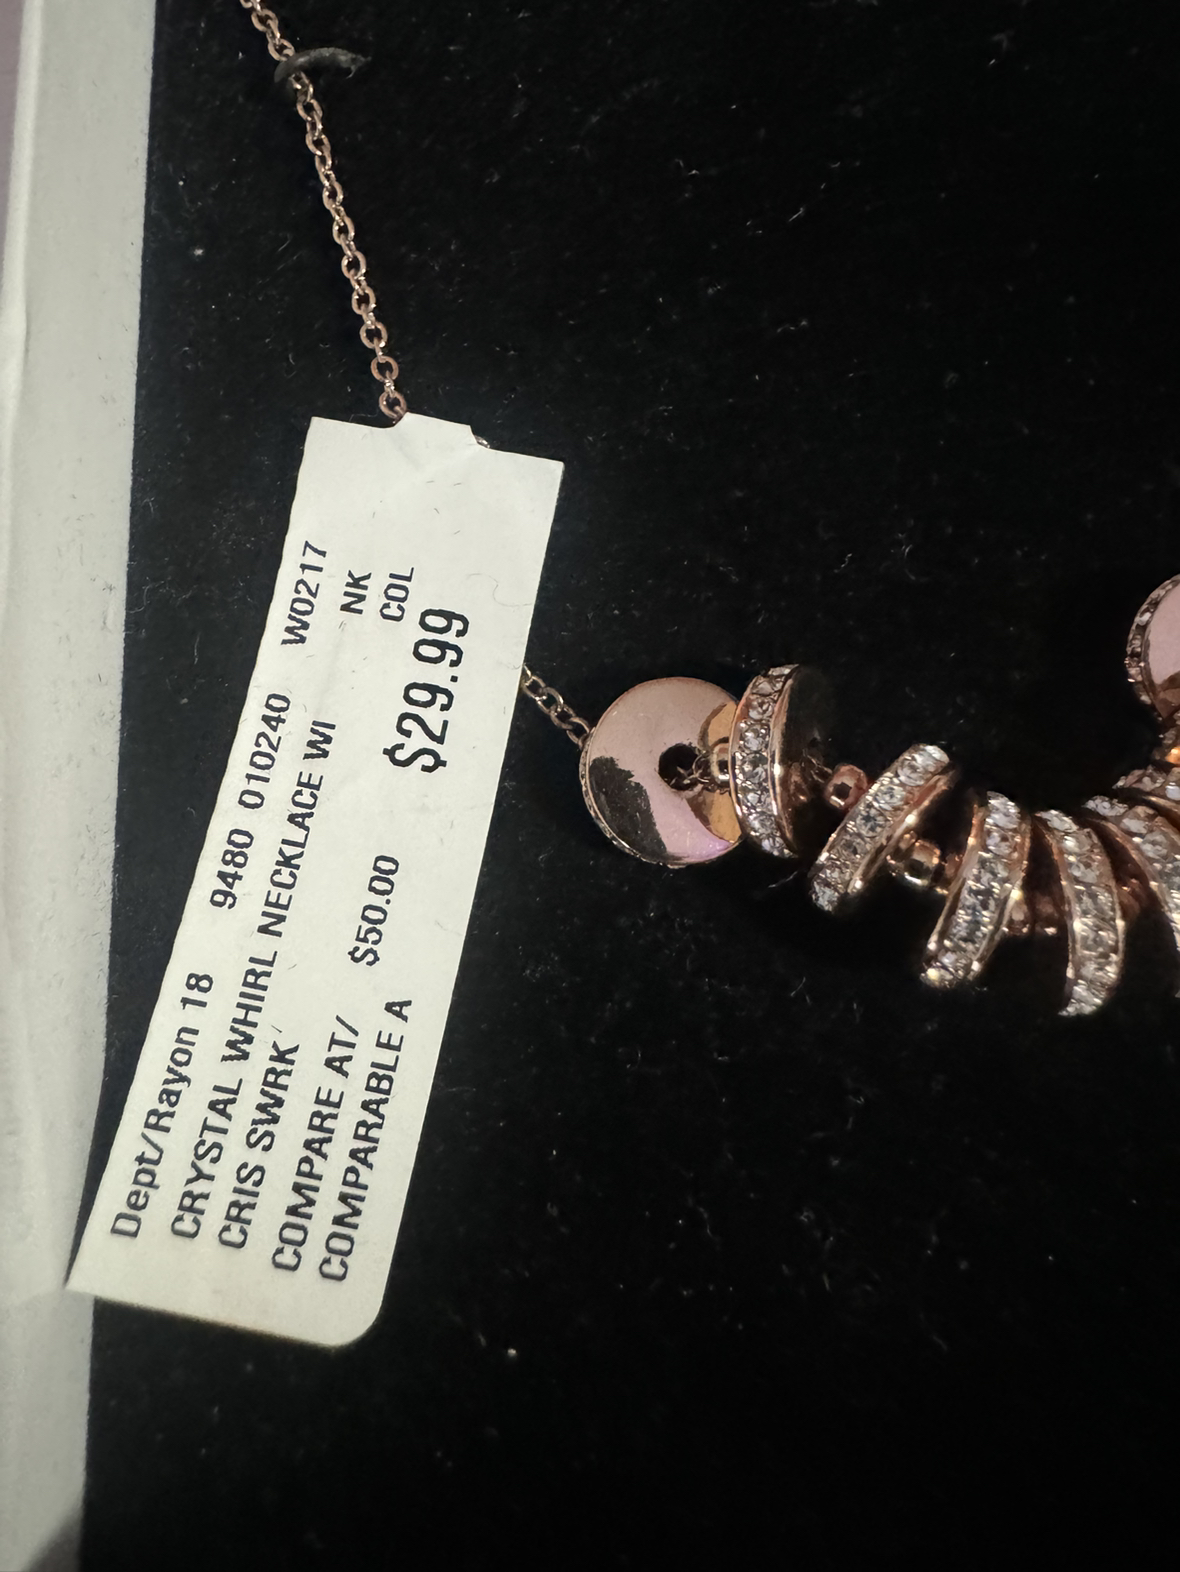 Dept/Rayon 18 9480 010240 W0217
CRYSTAL WHIRL NECKLACE WI NK
CRIS SWRK COL
COMPARE AT/ $50.00 $29.99
COMPARABLE A